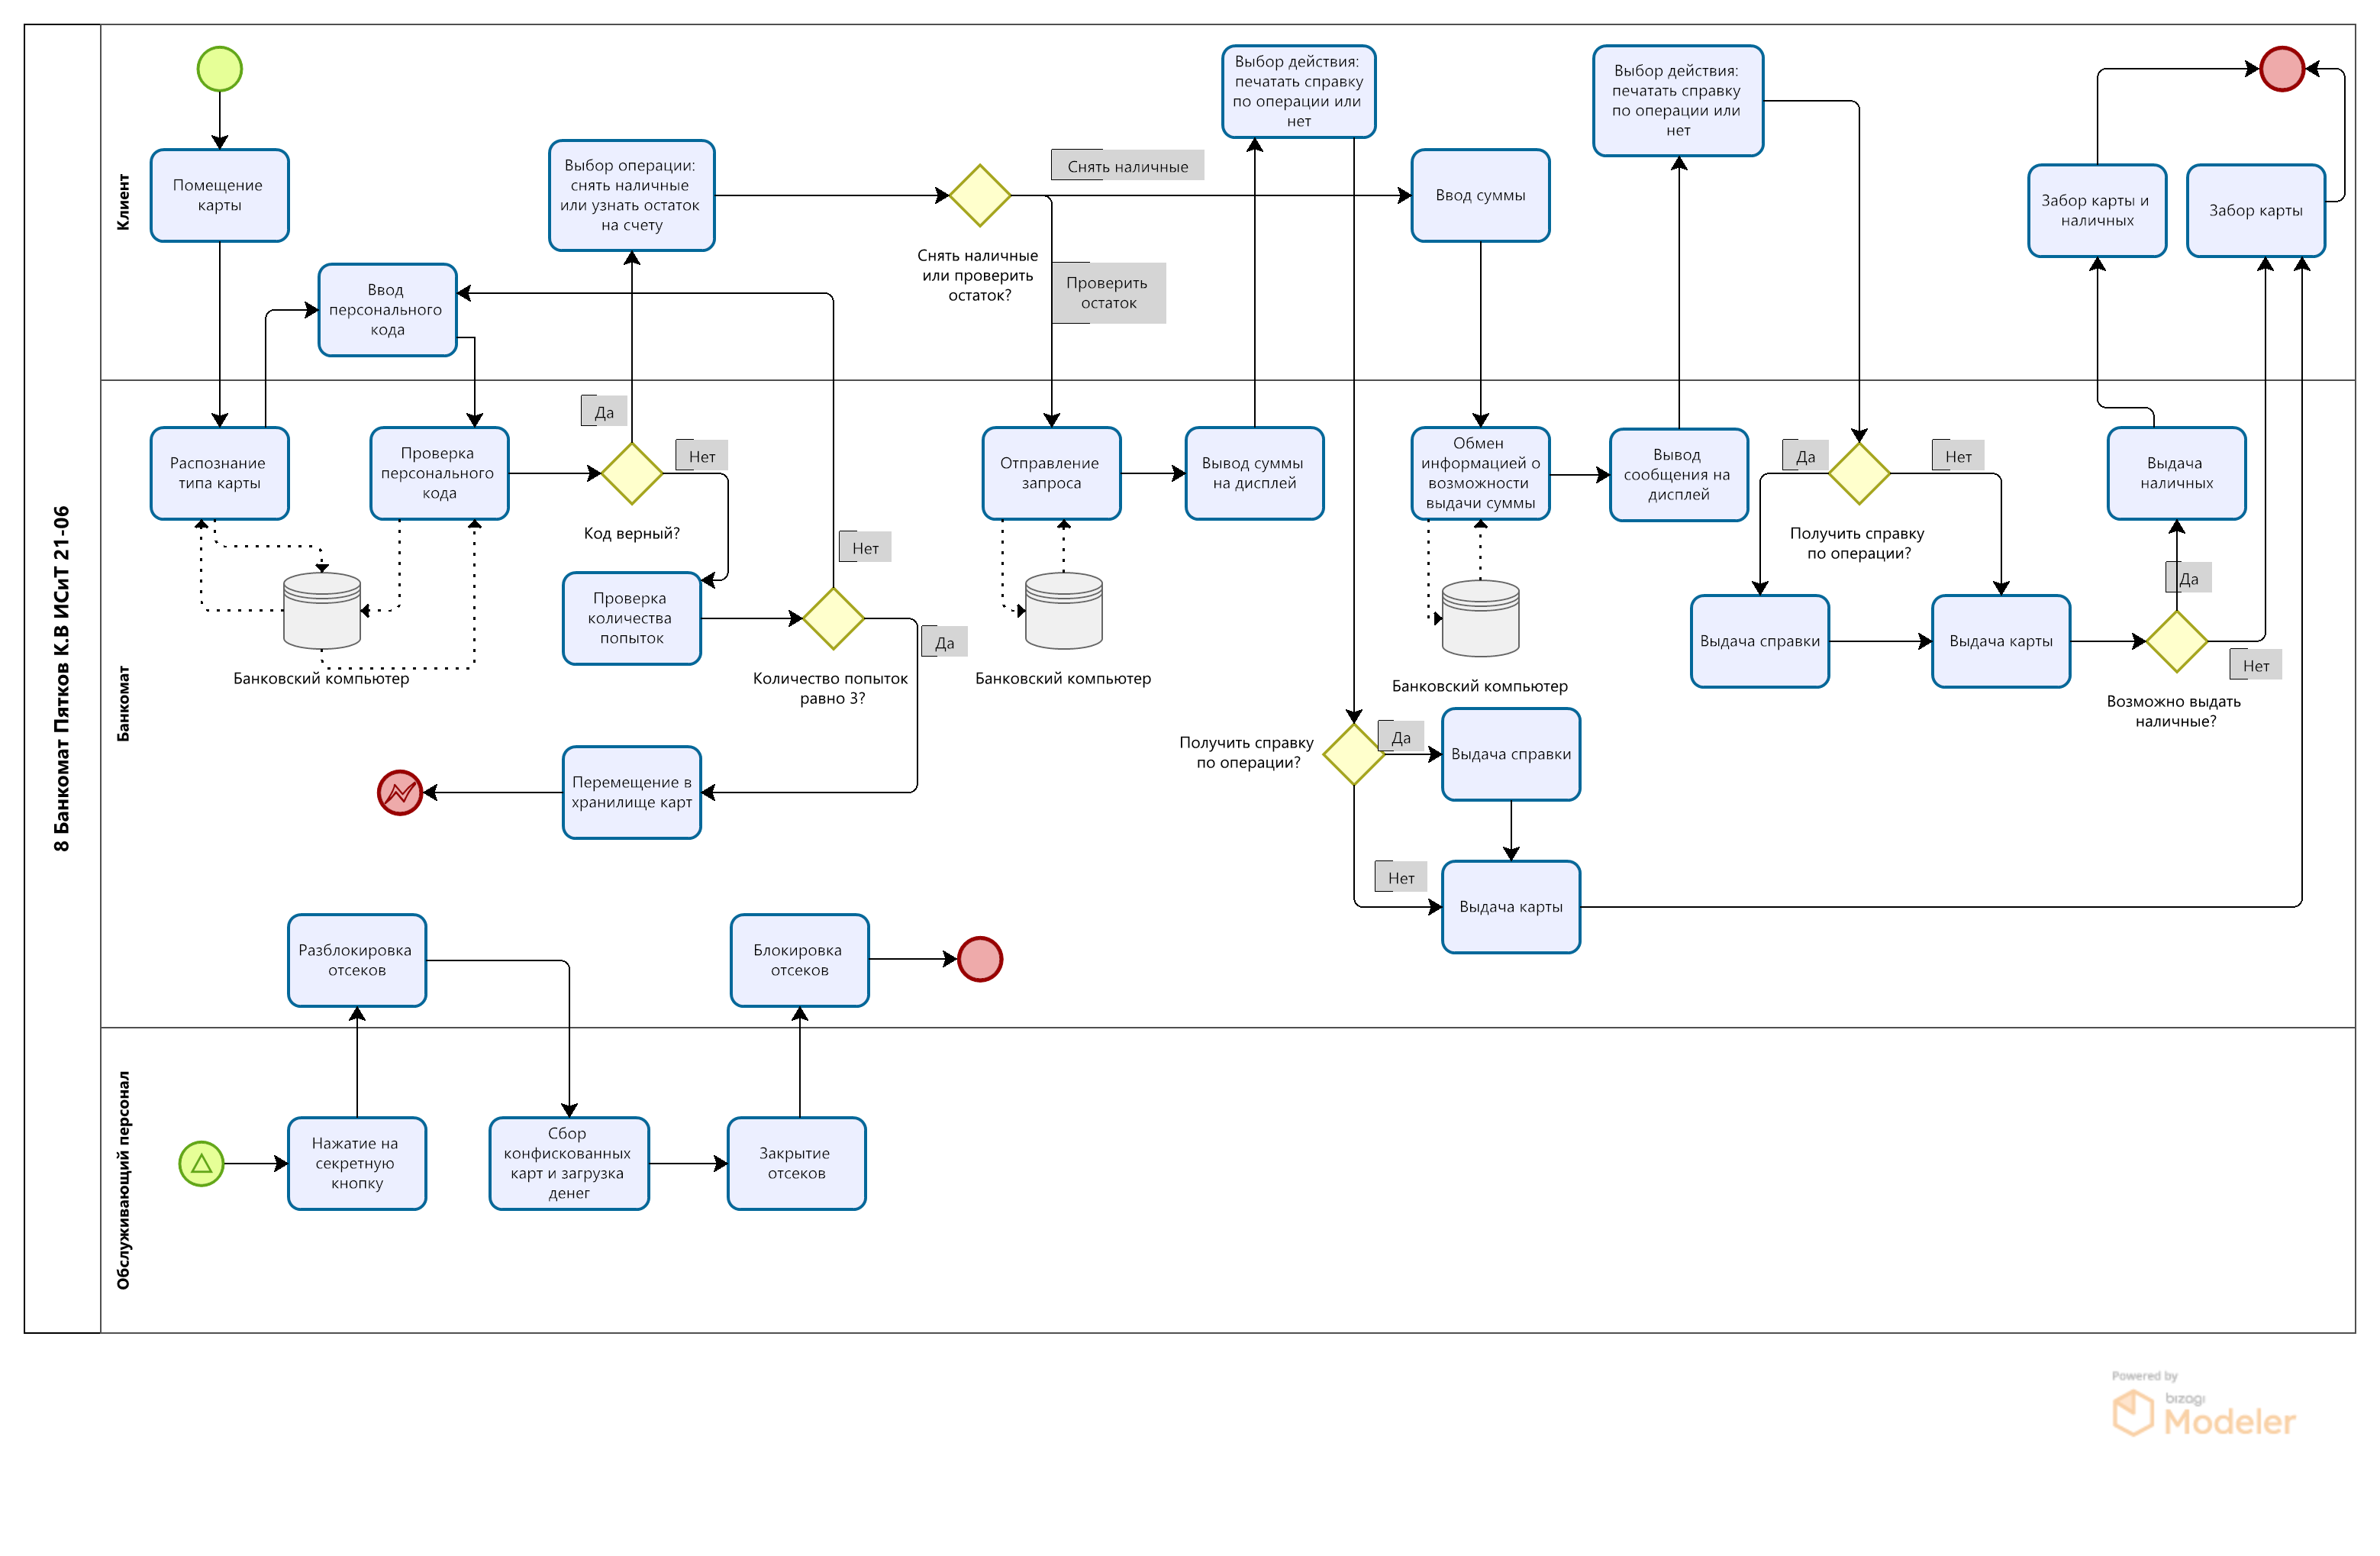 8 Банкомат Пятков К.В ИСиТ 21-06
Клиент
Помещение
карты
Ввод
персонального
кода
Выбор операции:
снять наличные
или узнать остаток
на счету
Снять наличные
или проверить
остаток?
Снять наличные
Проверить
остаток
Выбор действия:
печатать справку
по операции или
нет
Ввод суммы
Выбор действия:
печатать справку
по операции или
нет
Забор карты и
наличных
Забор карты
Банкомат
Распознание
типа карты
Проверка
персонального
кода
Банковский компьютер
Да
Нет
Код верный?
Проверка
количества
попыток
Нет
Да
Количество попыток
равно 3?
Перемещение в
хранилище карт
Отправление
запроса
Банковский компьютер
Вывод суммы
на дисплей
Обмен
информацией о
возможности
выдачи суммы
Банковский компьютер
Вывод
сообщения на
дисплей
Да
Нет
Получить справку
по операции?
Выдача справки
Выдача карты
Выдача
наличных
Да
Нет
Возможно выдать
наличные?
Получить справку
по операции?
Да
Выдача справки
Нет
Выдача карты
Разблокировка
отсеков
Блокировка
отсеков
Обслуживающий персонал
Нажатие на
секретную
кнопку
Сбор
конфискованных
карт и загрузка
денег
Закрытие
отсеков
Powered by
bizagi
Modeler